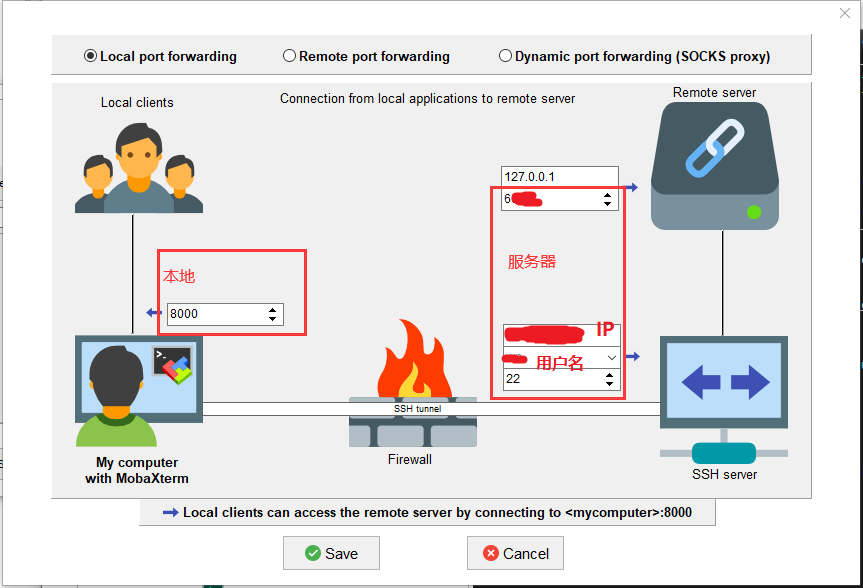 Local port forwarding
Remote port forwarding
Dynamic port forwarding (SOCKS proxy)
Local clients
Connection from local applications to remote server
Remote server
127.0.0.1
6
服务器
本地
8000
IP
用户名
22
SSH tunnel
Firewall
My computer
with MobaXterm
SSH server
Local clients can access the remote server by connecting to <mycomputer>:8000
Save
Cancel